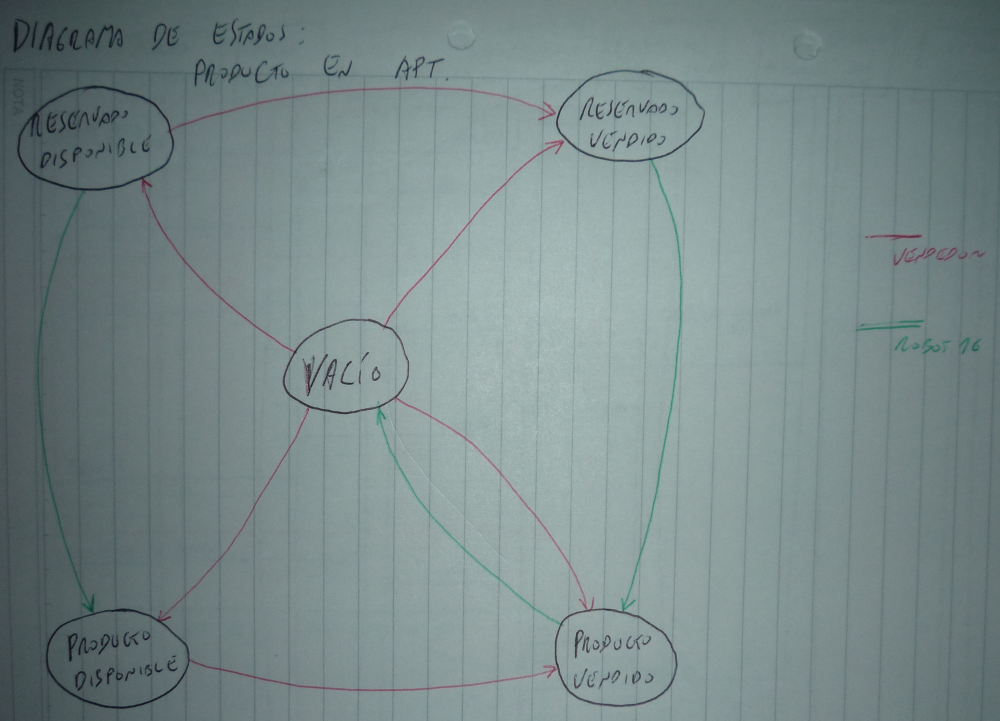 DIAGRAMA DE ESTADOS:
PRODUCTO EN APT.
NOTA
RESERVADO
DISPONIBLE
RESERVADO
VENDIDO
VENDEDOR
ROBOT 16
VACÍO
PRODUCTO
DISPONIBLE
PRODUCTO
VENDIDO